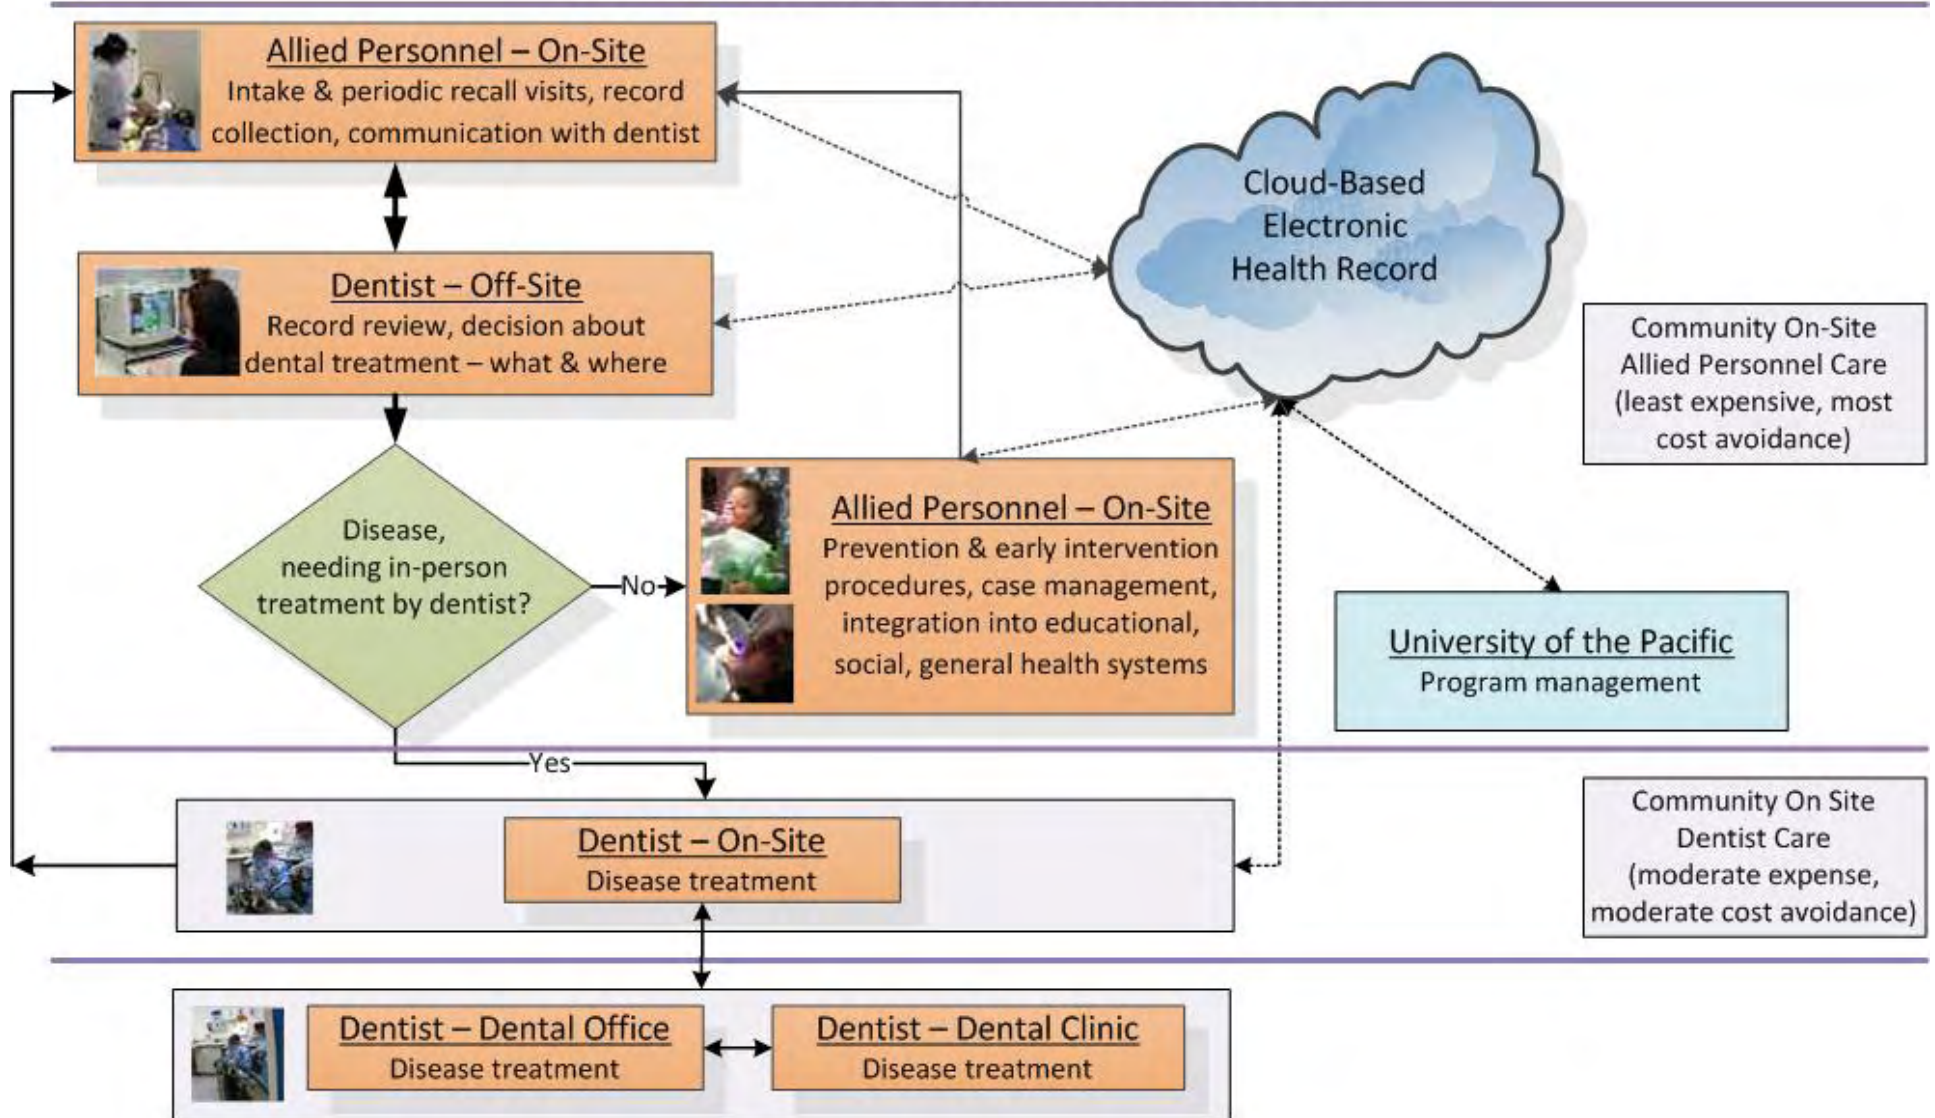 Allied Personnel – On-Site
Intake & periodic recall visits, record
collection, communication with dentist
Cloud-Based
Electronic
Health Record
Dentist – Off-Site
Record review, decision about
dental treatment – what & where
Community On-Site
Allied Personnel Care
(least expensive, most
cost avoidance)
Disease,
needing in-person
treatment by dentist?
No
Allied Personnel – On-Site
Prevention & early intervention
procedures, case management,
integration into educational,
social, general health systems
University of the Pacific
Program management
Yes
Dentist – On-Site
Disease treatment
Community On Site
Dentist Care
(moderate expense,
moderate cost avoidance)
Dentist – Dental Office
Disease treatment
Dentist – Dental Clinic
Disease treatment